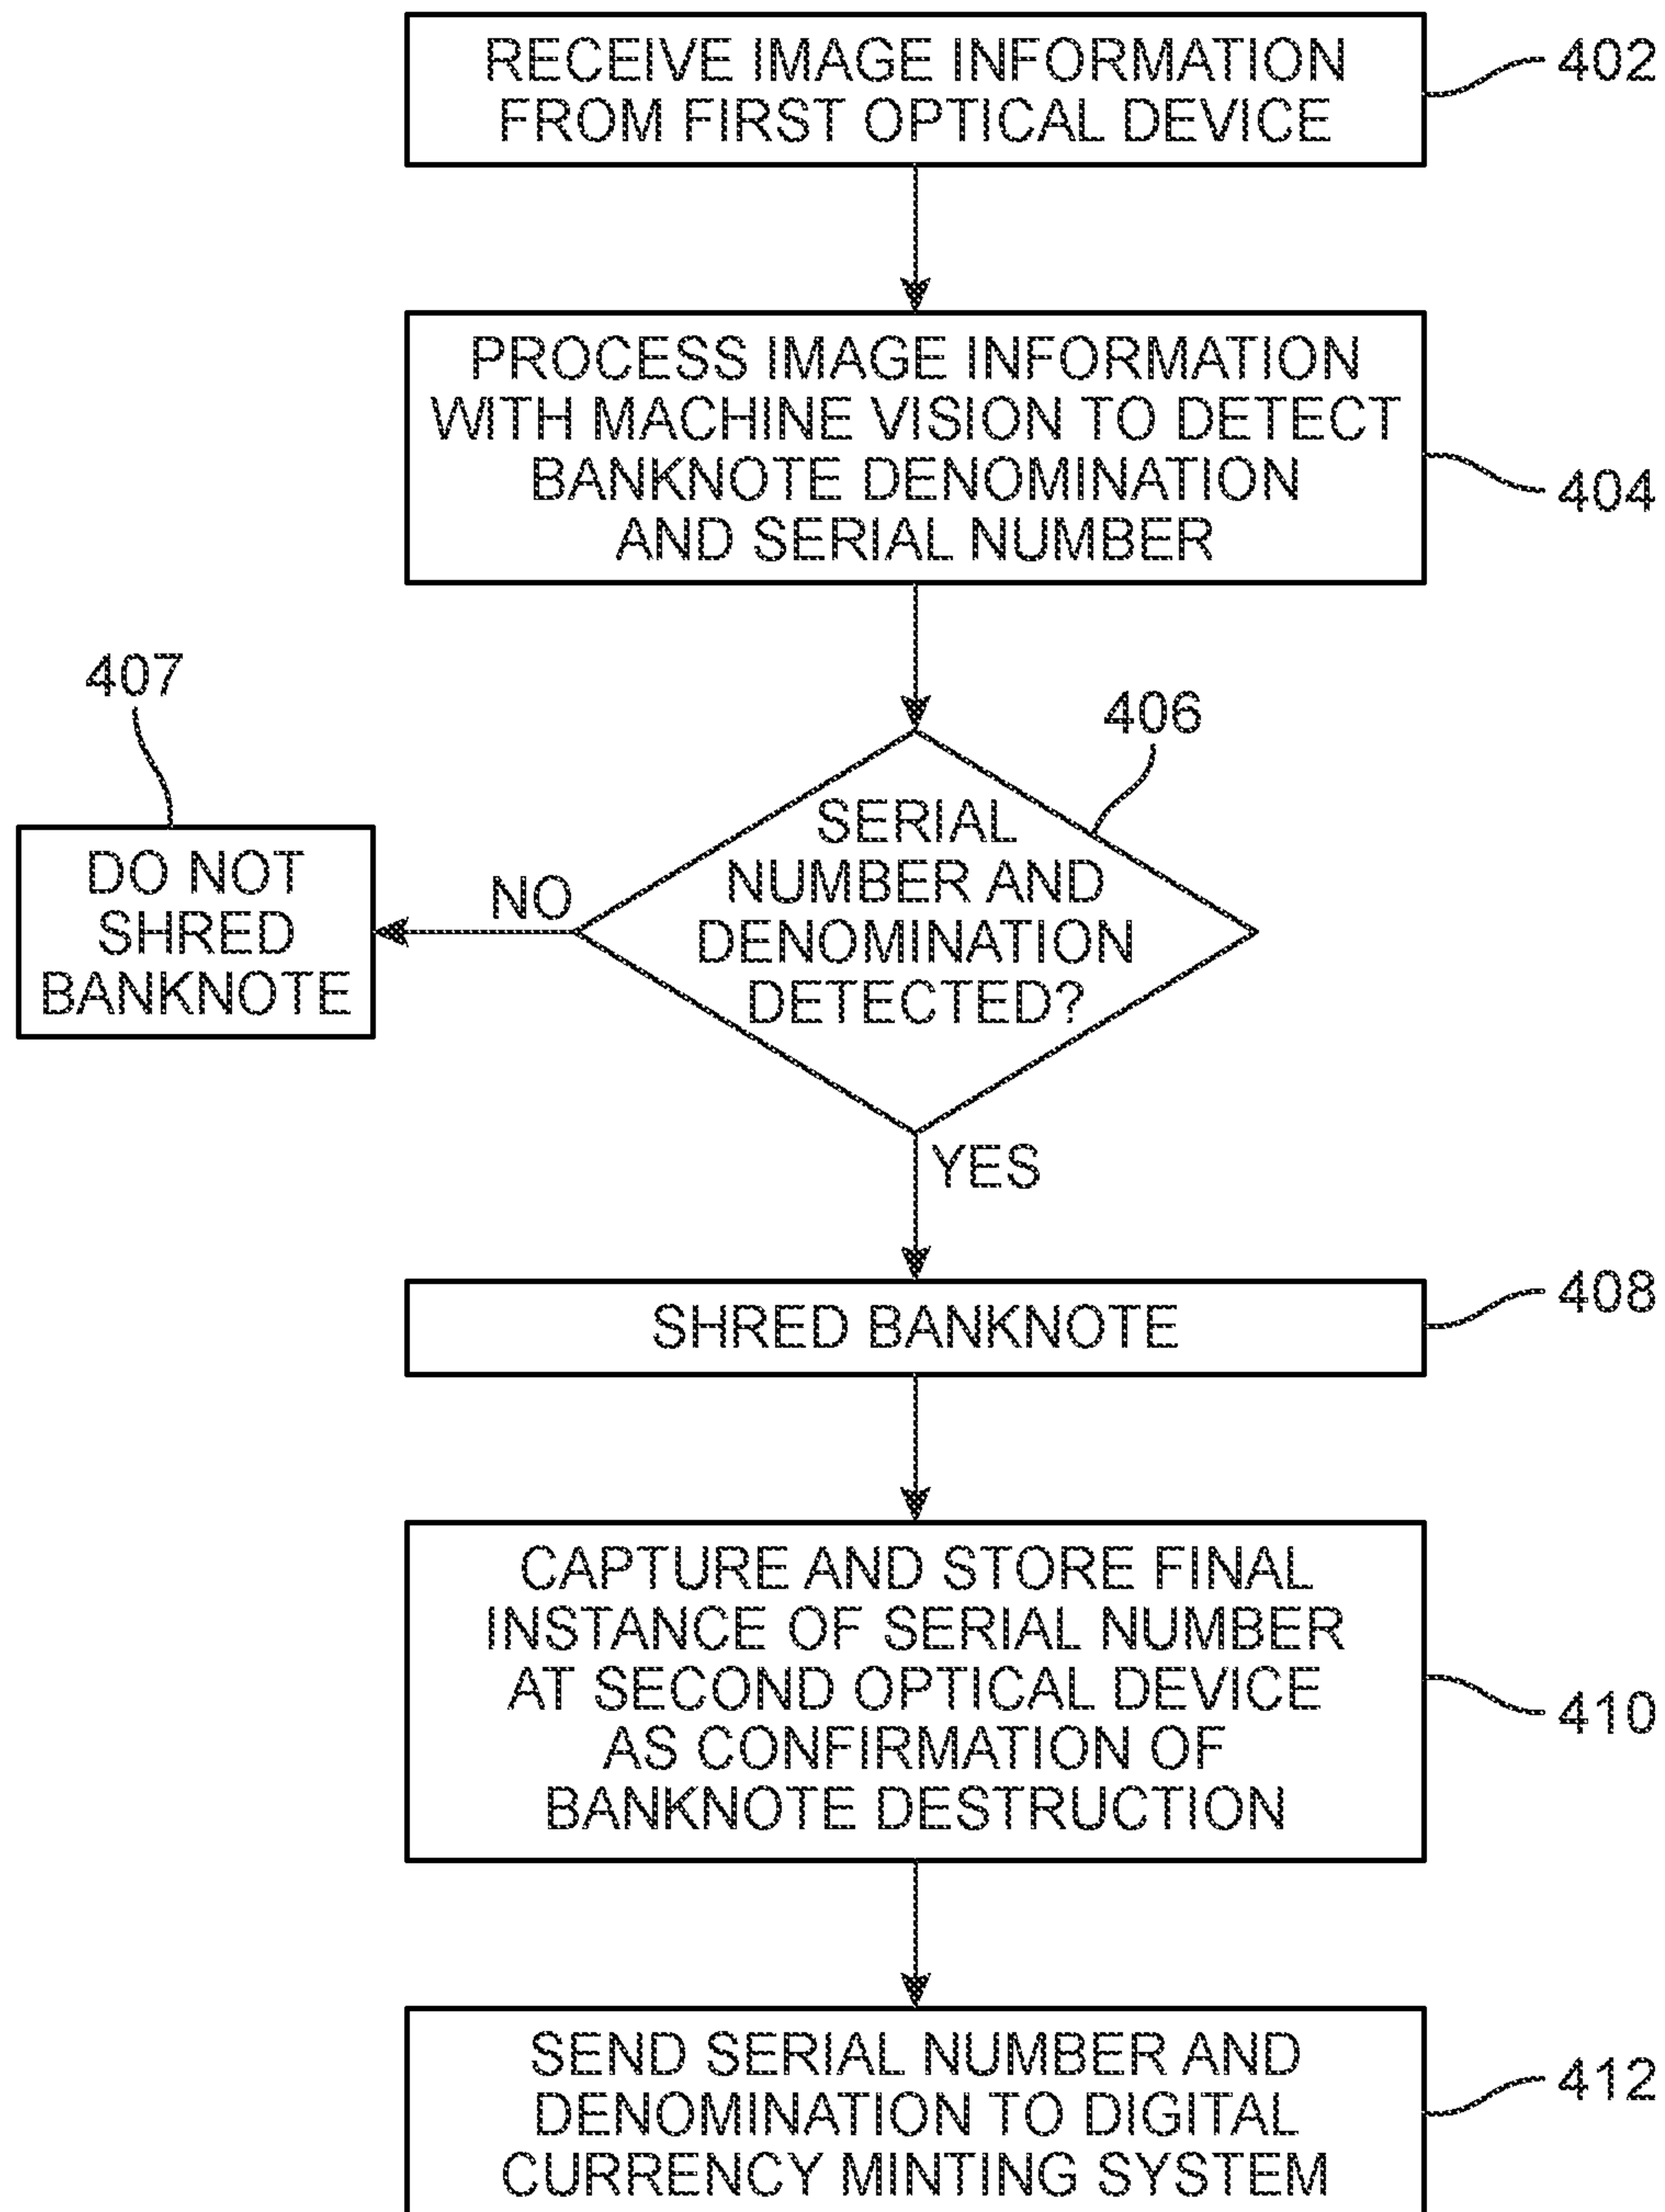 RECEIVE IMAGE INFORMATION
FROM FIRST OPTICAL DEVICE
402
PROCESS IMAGE INFORMATION
WITH MACHINE VISION TO DETECT
BANKNOTE DENOMINATION
AND SERIAL NUMBER
404
407
406
DO NOT
SHRED
BANKNOTE
NO
SERIAL
NUMBER AND
DENOMINATION
DETECTED?
YES
SHRED BANKNOTE
408
CAPTURE AND STORE FINAL
INSTANCE OF SERIAL NUMBER
AT SECOND OPTICAL DEVICE
AS CONFIRMATION OF
BANKNOTE DESTRUCTION
410
SEND SERIAL NUMBER AND
DENOMINATION TO DIGITAL
CURRENCY MINTING SYSTEM
412